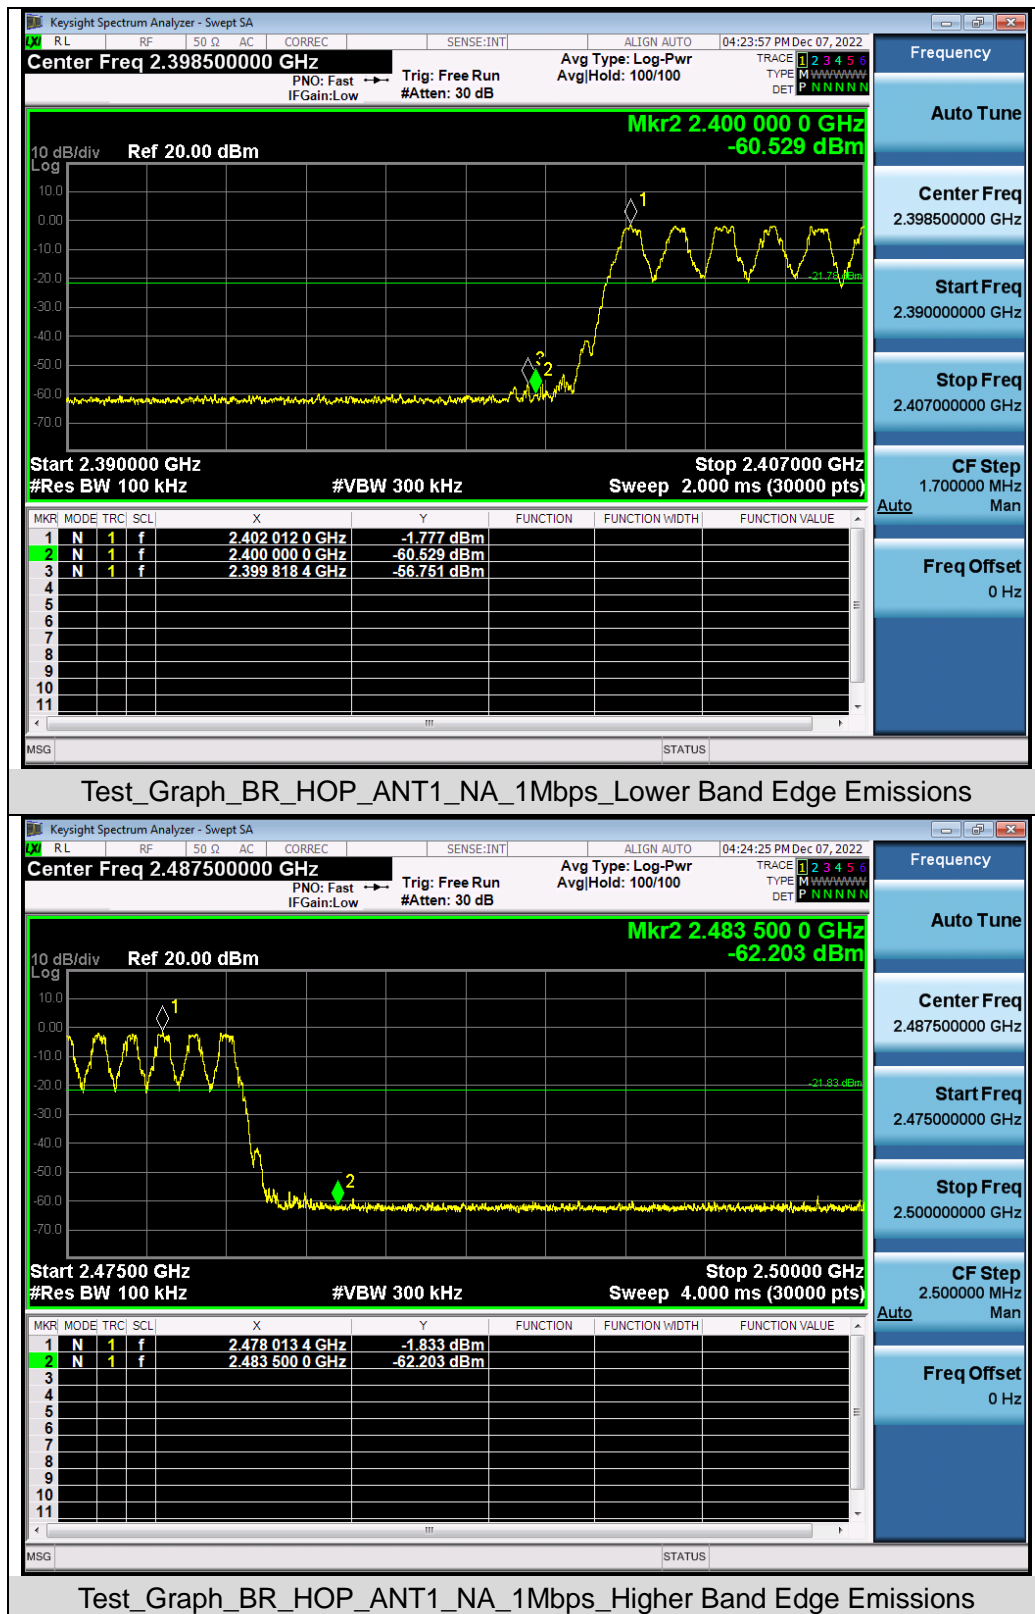 Keysight Spectrum Analyzer - Swept SA
LXI RL RF 50 Ω AC CORREC SENSE:INT ALIGN AUTO 04:23:57 PM Dec 07, 2022
Center Freq 2.398500000 GHz
PNO: Fast
IFGain:Low
Trig: Free Run
#Atten: 30 dB
Avg Type: Log-Pwr
Avg|Hold: 100/100
TRACE 1 2 3 4 5 6
TYPE M WWWWW
DET P N N N N N
Mkr2 2.400 000 0 GHz
-60.529 dBm
10 dB/div Ref 20.00 dBm
Log
10.0
0.00
-10.0
-20.0
-30.0
-40.0
-50.0
-60.0
-70.0
1
-21.78 dBm
3
2
Start 2.390000 GHz Stop 2.407000 GHz
#Res BW 100 kHz #VBW 300 kHz Sweep 2.000 ms (30000 pts)
MKR MODE TRC SCL X Y FUNCTION FUNCTION WIDTH FUNCTION VALUE
1 N 1 f 2.402 012 0 GHz -1.777 dBm
2 N 1 f 2.400 000 0 GHz -60.529 dBm
3 N 1 f 2.399 818 4 GHz -56.751 dBm
4
5
6
7
8
9
10
11
MSG STATUS
Frequency
Auto Tune
Center Freq
2.398500000 GHz
Start Freq
2.390000000 GHz
Stop Freq
2.407000000 GHz
CF Step
1.700000 MHz
Auto Man
Freq Offset
0 Hz
Test_Graph_BR_HOP_ANT1_NA_1Mbps_Lower Band Edge Emissions
Keysight Spectrum Analyzer - Swept SA
LXI RL RF 50 Ω AC CORREC SENSE:INT ALIGN AUTO 04:24:25 PM Dec 07, 2022
Center Freq 2.487500000 GHz
PNO: Fast
IFGain:Low
Trig: Free Run
#Atten: 30 dB
Avg Type: Log-Pwr
Avg|Hold: 100/100
TRACE 1 2 3 4 5 6
TYPE M WWWWW
DET P N N N N N
Mkr2 2.483 500 0 GHz
-62.203 dBm
10 dB/div Ref 20.00 dBm
Log
10.0
0.00
-10.0
-20.0
-30.0
-40.0
-50.0
-60.0
-70.0
1
-21.83 dBm
2
Start 2.47500 GHz Stop 2.50000 GHz
#Res BW 100 kHz #VBW 300 kHz Sweep 4.000 ms (30000 pts)
MKR MODE TRC SCL X Y FUNCTION FUNCTION WIDTH FUNCTION VALUE
1 N 1 f 2.478 013 4 GHz -1.833 dBm
2 N 1 f 2.483 500 0 GHz -62.203 dBm
3
4
5
6
7
8
9
10
11
MSG STATUS
Frequency
Auto Tune
Center Freq
2.487500000 GHz
Start Freq
2.475000000 GHz
Stop Freq
2.500000000 GHz
CF Step
2.500000 MHz
Auto Man
Freq Offset
0 Hz
Test_Graph_BR_HOP_ANT1_NA_1Mbps_Higher Band Edge Emissions